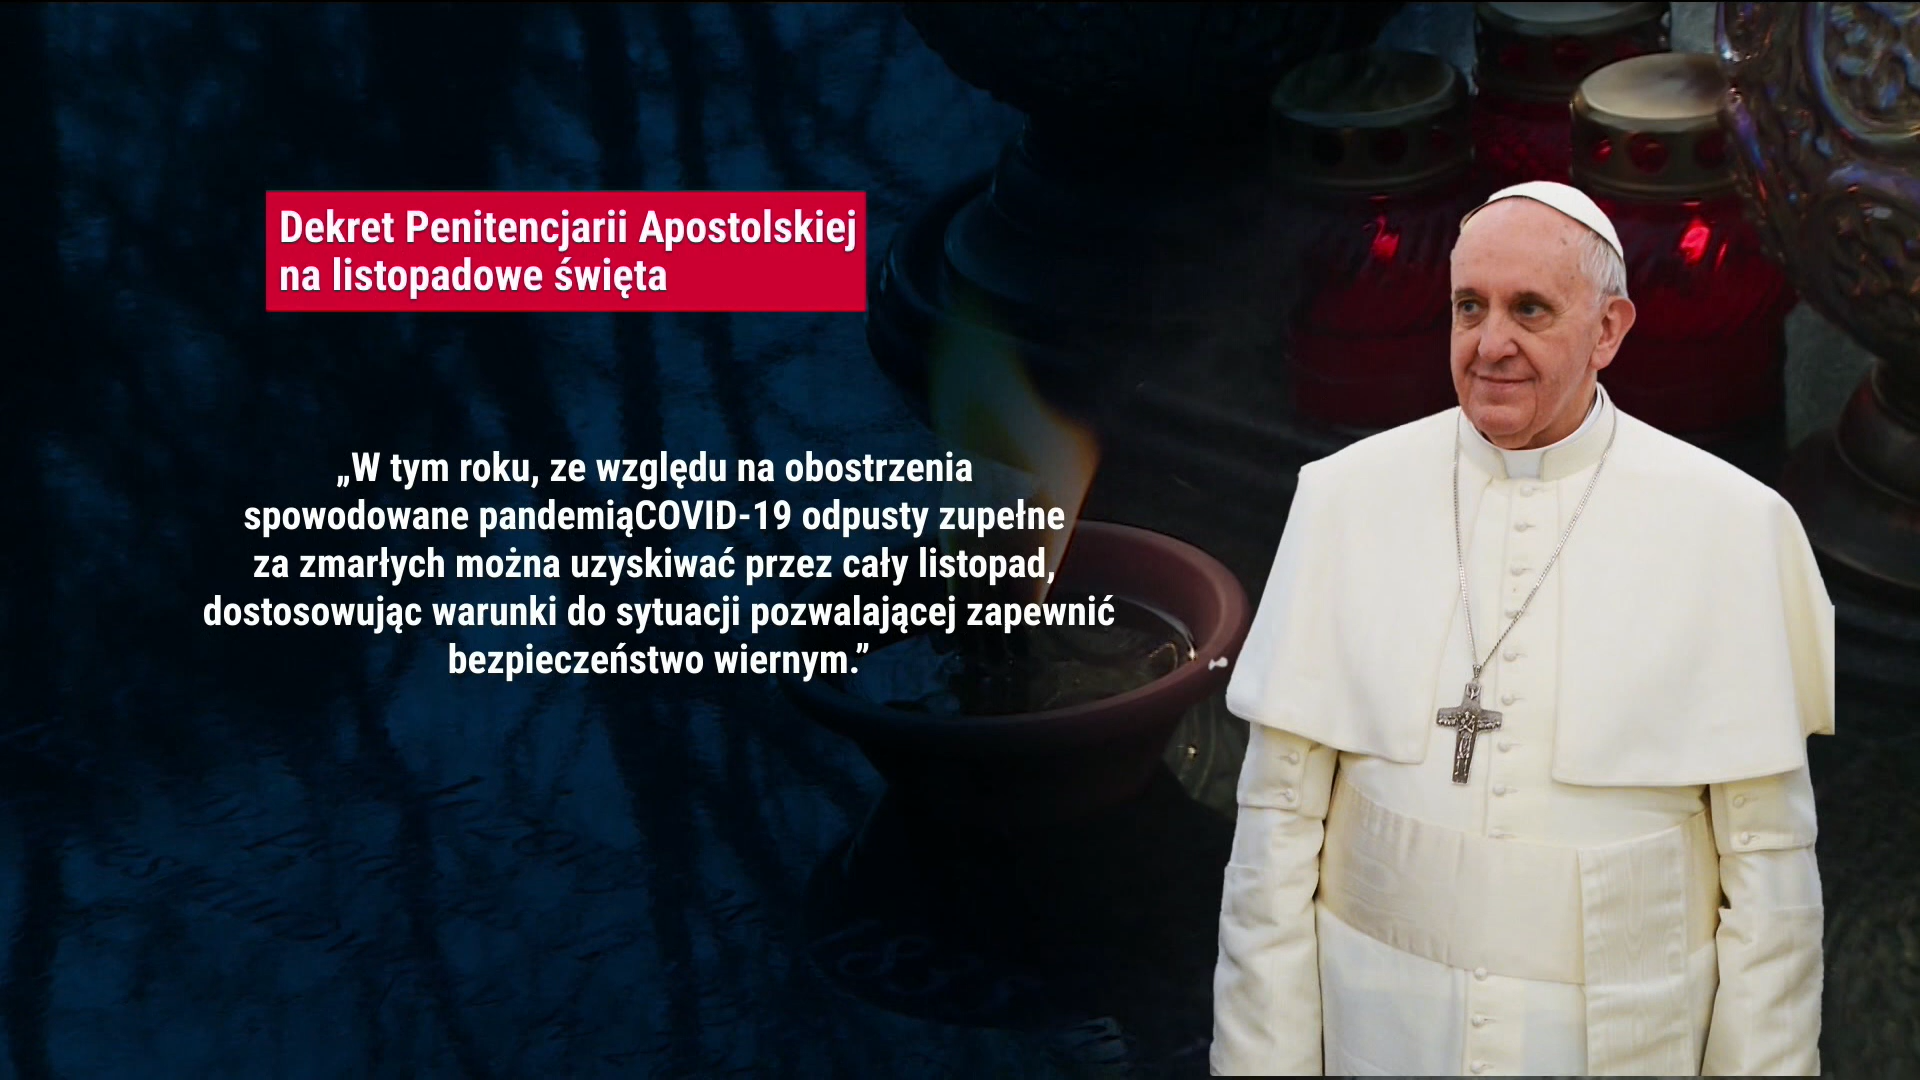 Dekret Penitencjarii Apostolskiej
na listopadowe święta
„W tym roku, ze względu na obostrzenia
spowodowane pandemiąCOVID-19 odpusty zupełne
za zmarłych można uzyskiwać przez cały listopad,
dostosowując warunki do sytuacji pozwalającej zapewnić
bezpieczeństwo wiernym.”